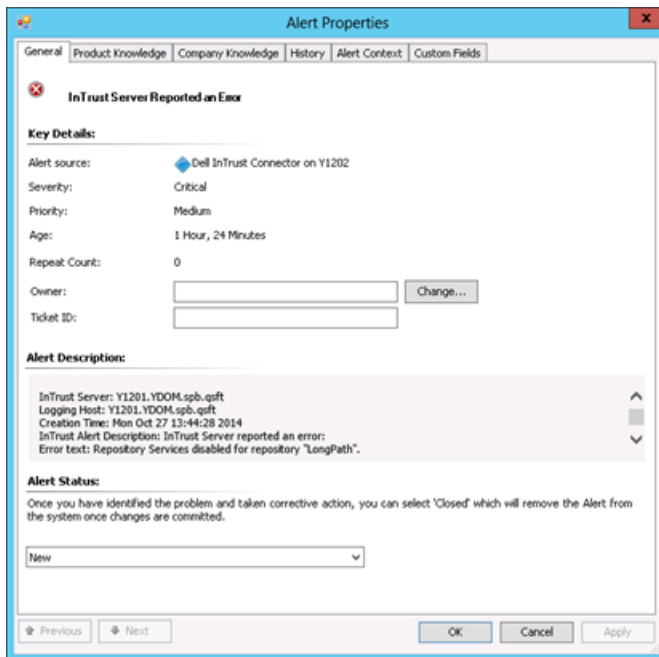 Alert Properties
x
General Product Knowledge Company Knowledge History Alert Context Custom Fields
InTrust Server Reported an Error
Key Details:
Alert source: Dell InTrust Connector on Y1202
Severity: Critical
Priority: Medium
Age: 1 Hour, 24 Minutes
Repeat Count: 0
Owner: Change...
Ticket ID:
Alert Description:
InTrust Server: Y1201.YDOM.spb.qsft
Logging Host: Y1201.YDOM.spb.qsft
Creation Time: Mon Oct 27 13:44:28 2014
InTrust Alert Description: InTrust Server reported an error:
Error text: Repository Services disabled for repository "LongPath".
Alert Status:
Once you have identified the problem and taken corrective action, you can select 'Closed' which will remove the Alert from
the system once changes are committed.
New
Previous Next OK Cancel Apply